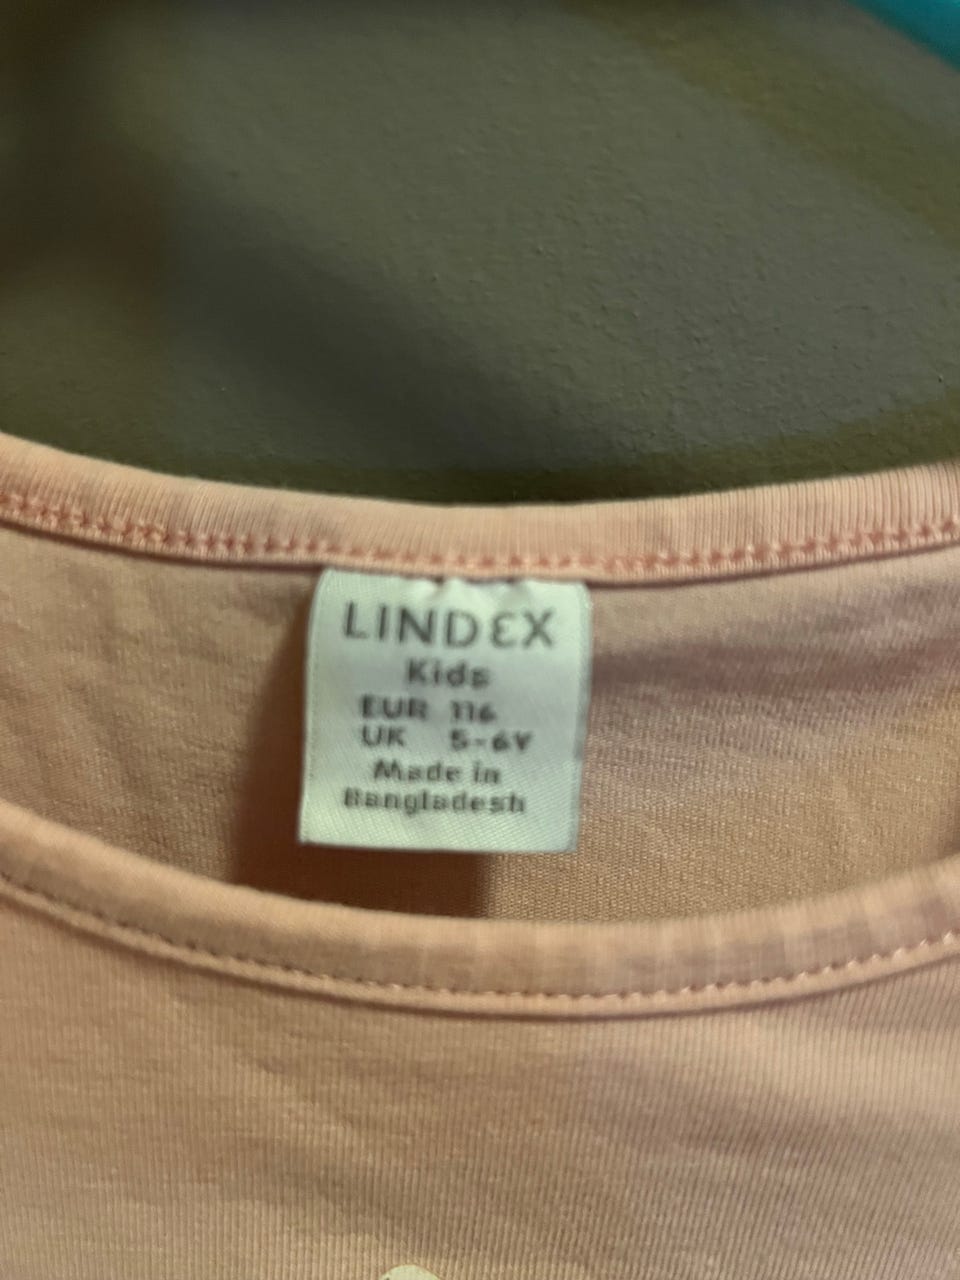 LINDEX
Kids
EUR 116
UK 5-6Y
Made in
Bangladesh